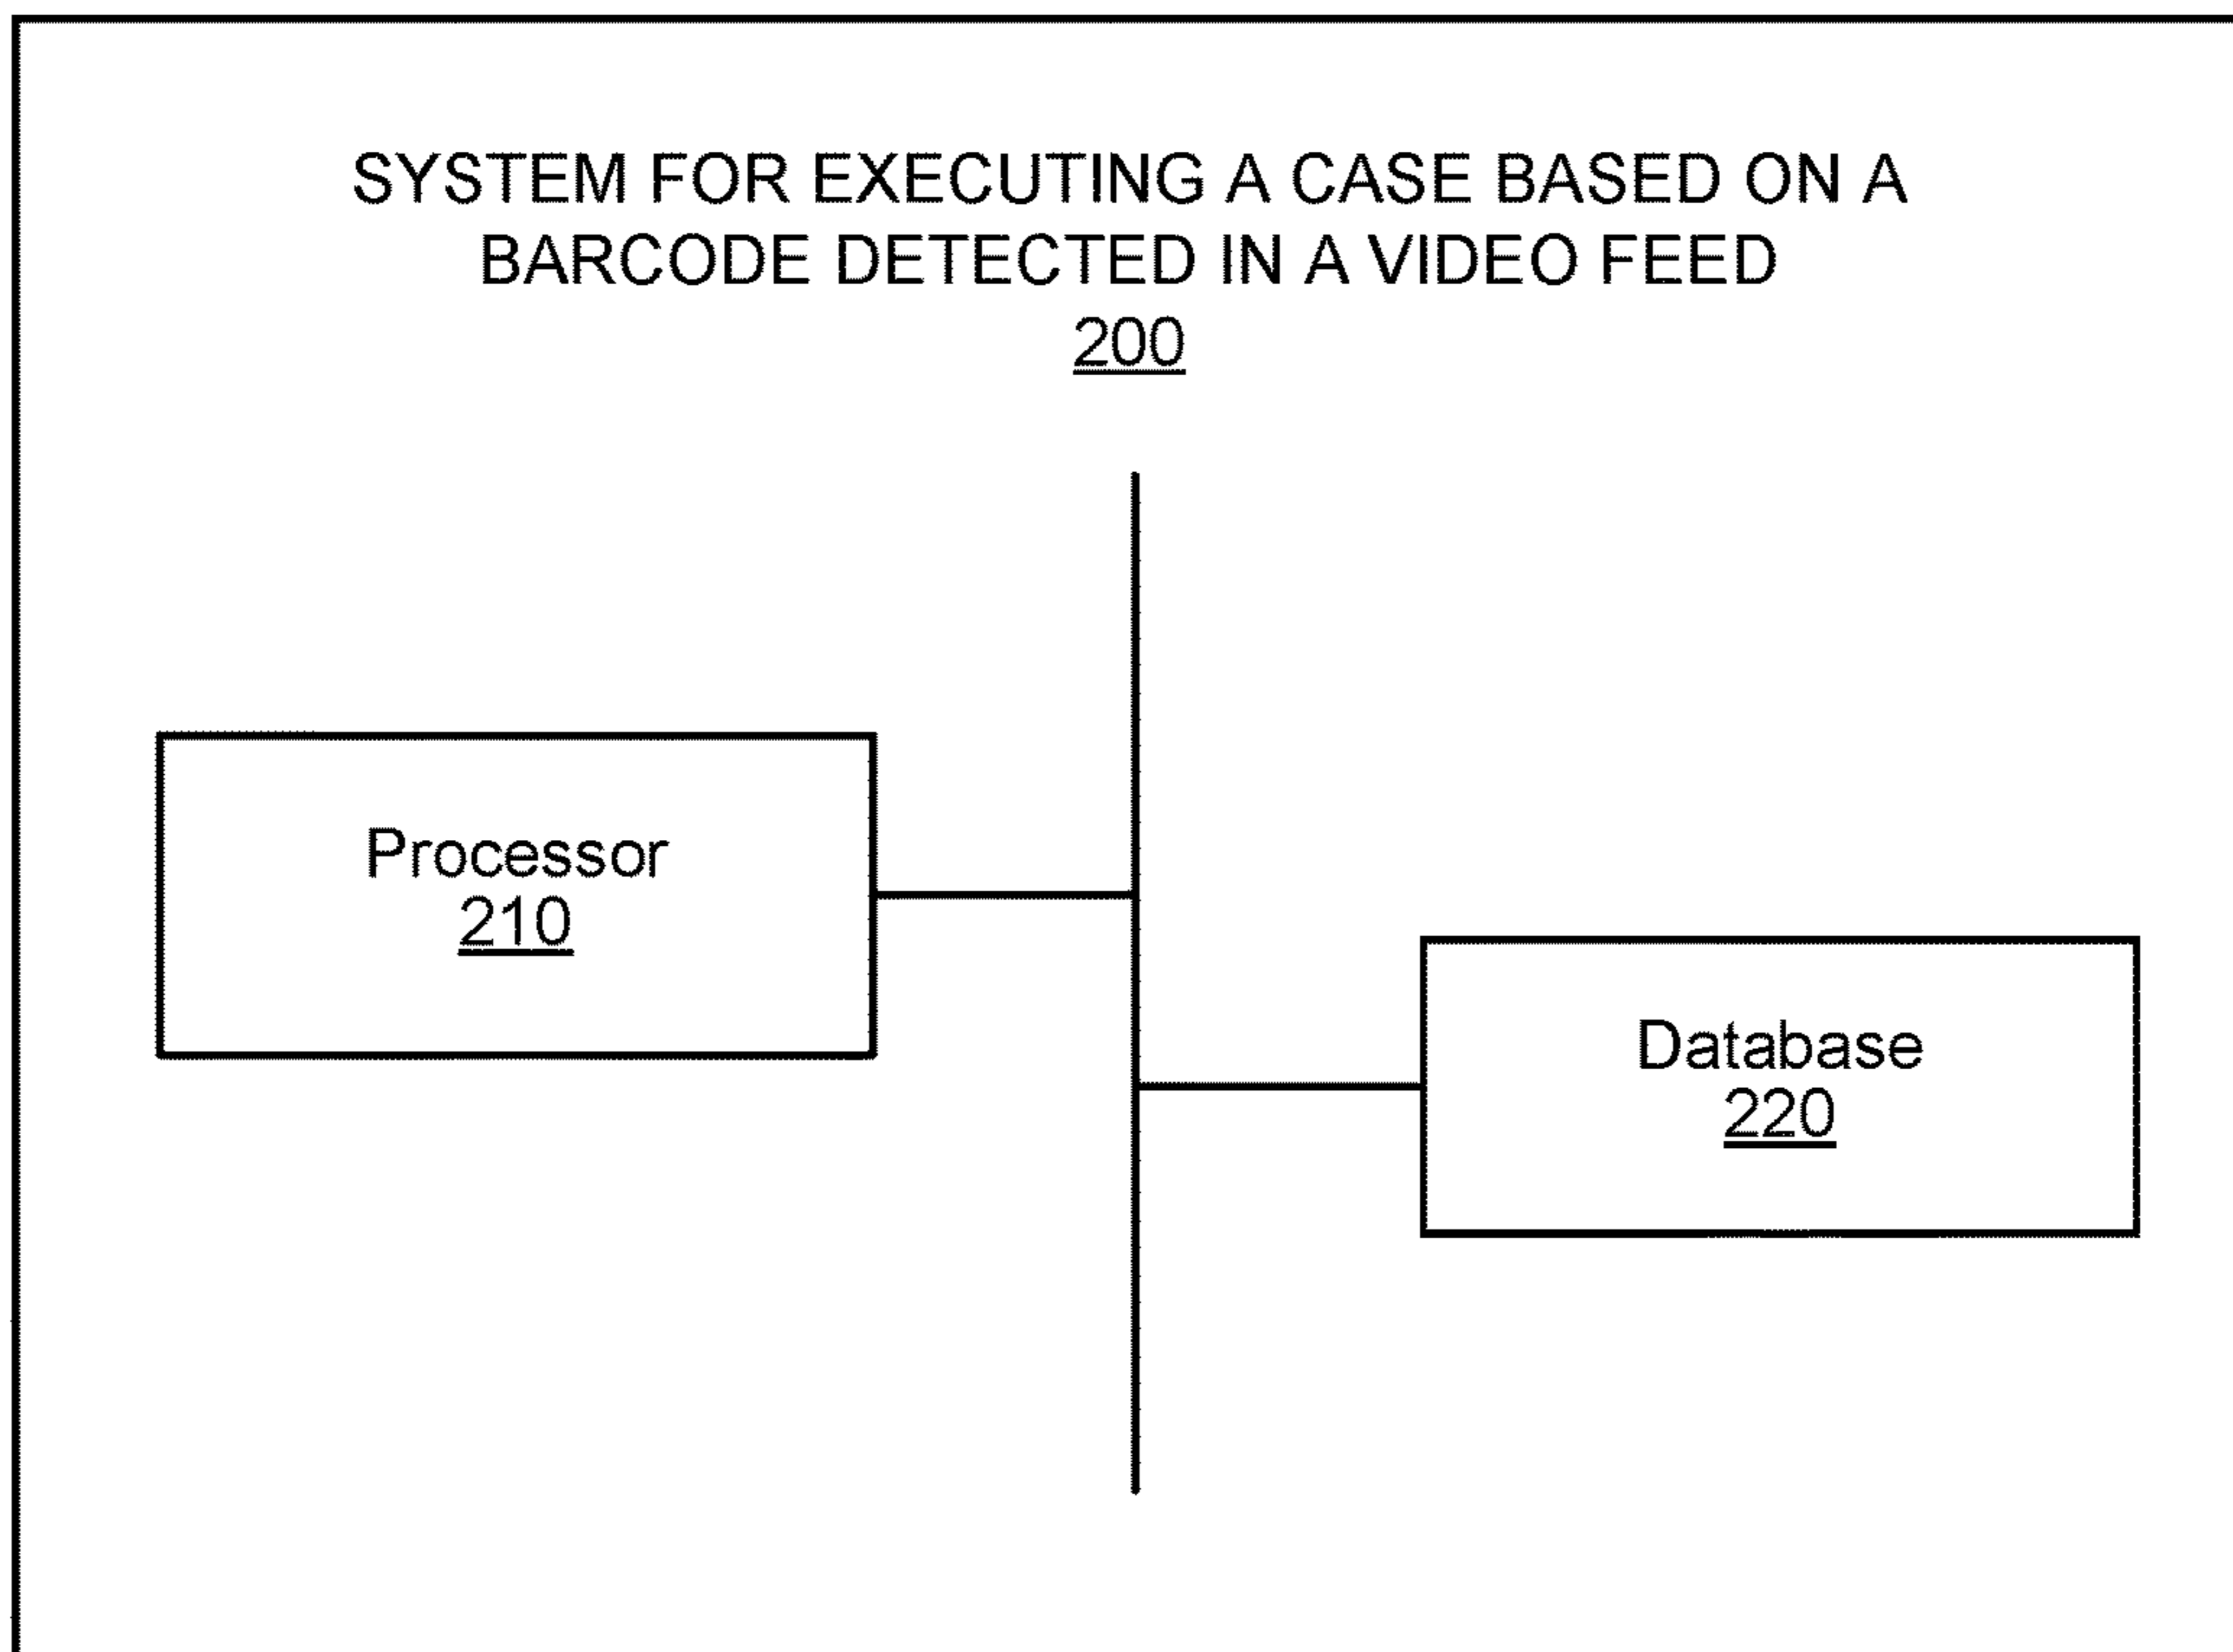 SYSTEM FOR EXECUTING A CASE BASED ON A
BARCODE DETECTED IN A VIDEO FEED
200
Processor
210
Database
220